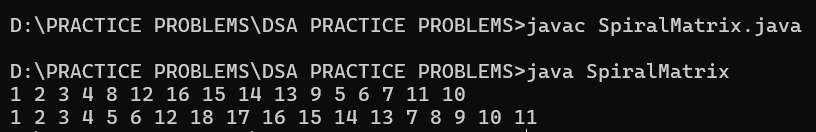 D:\PRACTICE PROBLEMS\DSA PRACTICE PROBLEMS>javac SpiralMatrix.java
D:\PRACTICE PROBLEMS\DSA PRACTICE PROBLEMS>java SpiralMatrix
1 2 3 4 8 12 16 15 14 13 9 5 6 7 11 10
1 2 3 4 5 6 12 18 17 16 15 14 13 7 8 9 10 11